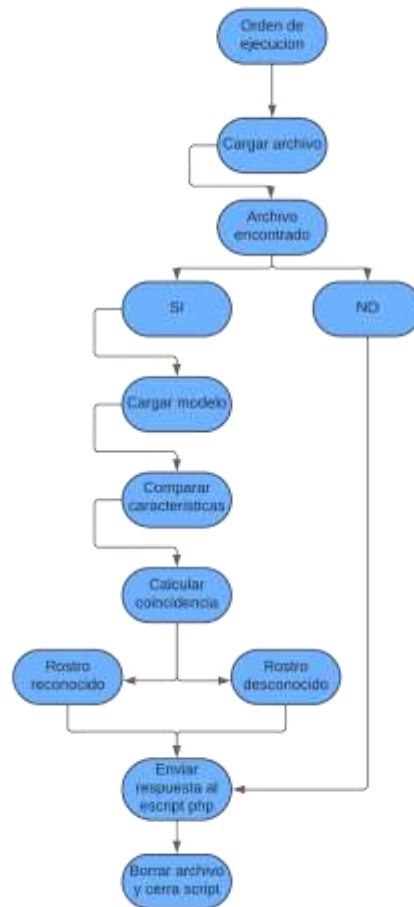 Orden de
ejecucion
Cargar archivo
Archivo
encontrado
SI
NO
Cargar modelo
Comparar
caracteristicas
Calcular
coincidencia
Rostro
reconocido
Rostro
desconocido
Enviar
respuesta al
escript php
Borrar archivo
y cerra script